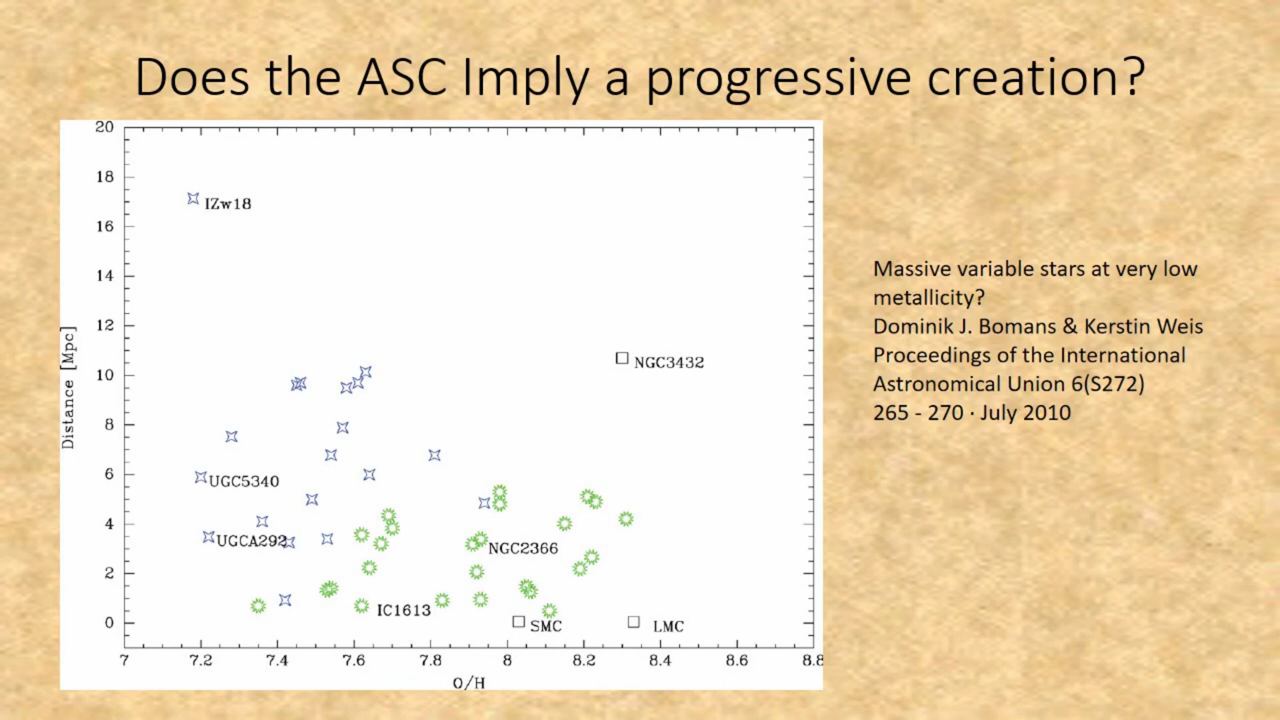 Does the ASC Imply a progressive creation?
20
18
16
14
12
10
8
6
4
2
0
Distance [Mpc]
IZw18
NGC3432
UGC5340
UGCA292
NGC2366
IC1613
SMC
LMC
7 7.2 7.4 7.6 7.8 8 8.2 8.4 8.6 8.8
O/H
Massive variable stars at very low
metallicity?
Dominik J. Bomans & Kerstin Weis
Proceedings of the International
Astronomical Union 6(S272)
265 - 270 · July 2010